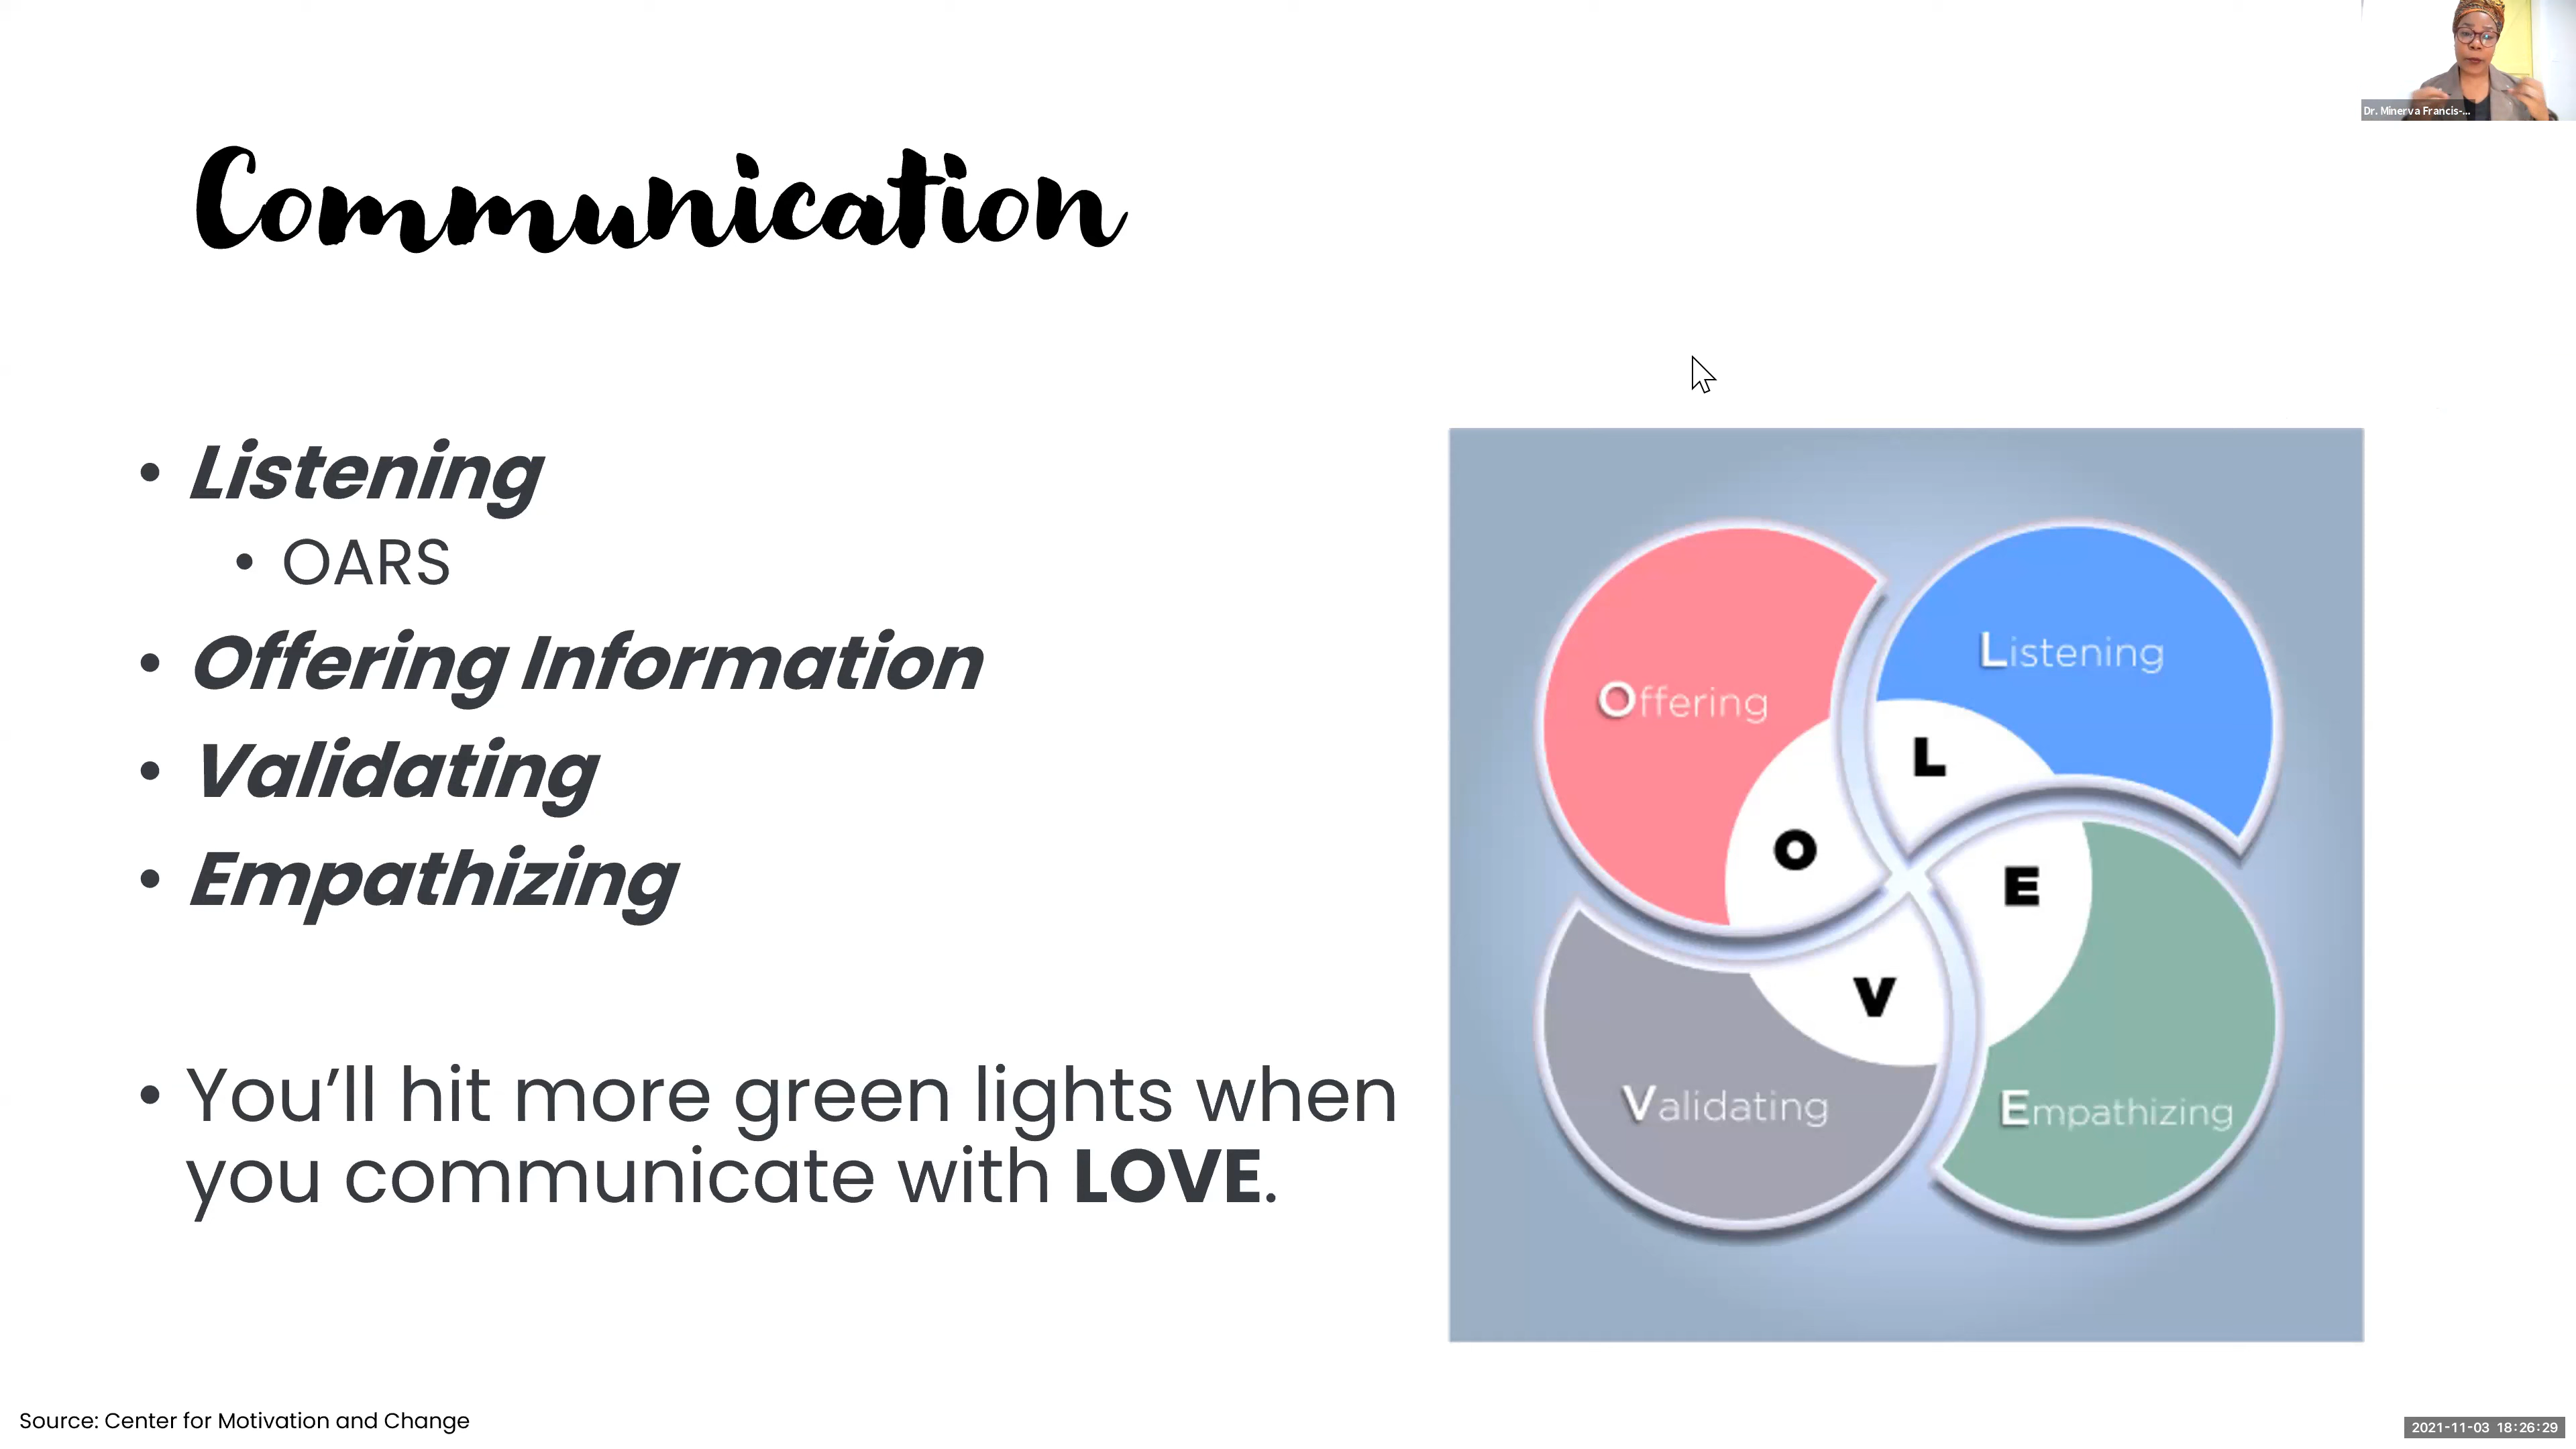 Dr. Minerva Francis-...
Communication
• Listening
• OARS
• Offering Information
• Validating
• Empathizing
• You’ll hit more green lights when
you communicate with LOVE.
Offering
Listening
L
O
E
V
Validating
Empathizing
Source: Center for Motivation and Change
2021-11-03 18:26:29